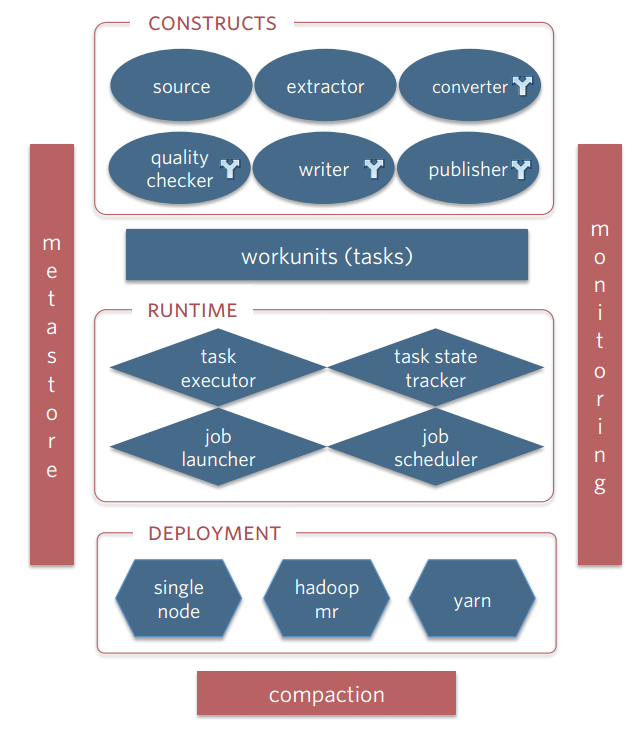 CONSTRUCTS
source
extractor
converter
quality
checker
writer
publisher
workunits (tasks)
metastore
monitoring
RUNTIME
task
executor
task state
tracker
job
launcher
job
scheduler
DEPLOYMENT
single
node
hadoop
mr
yarn
compaction